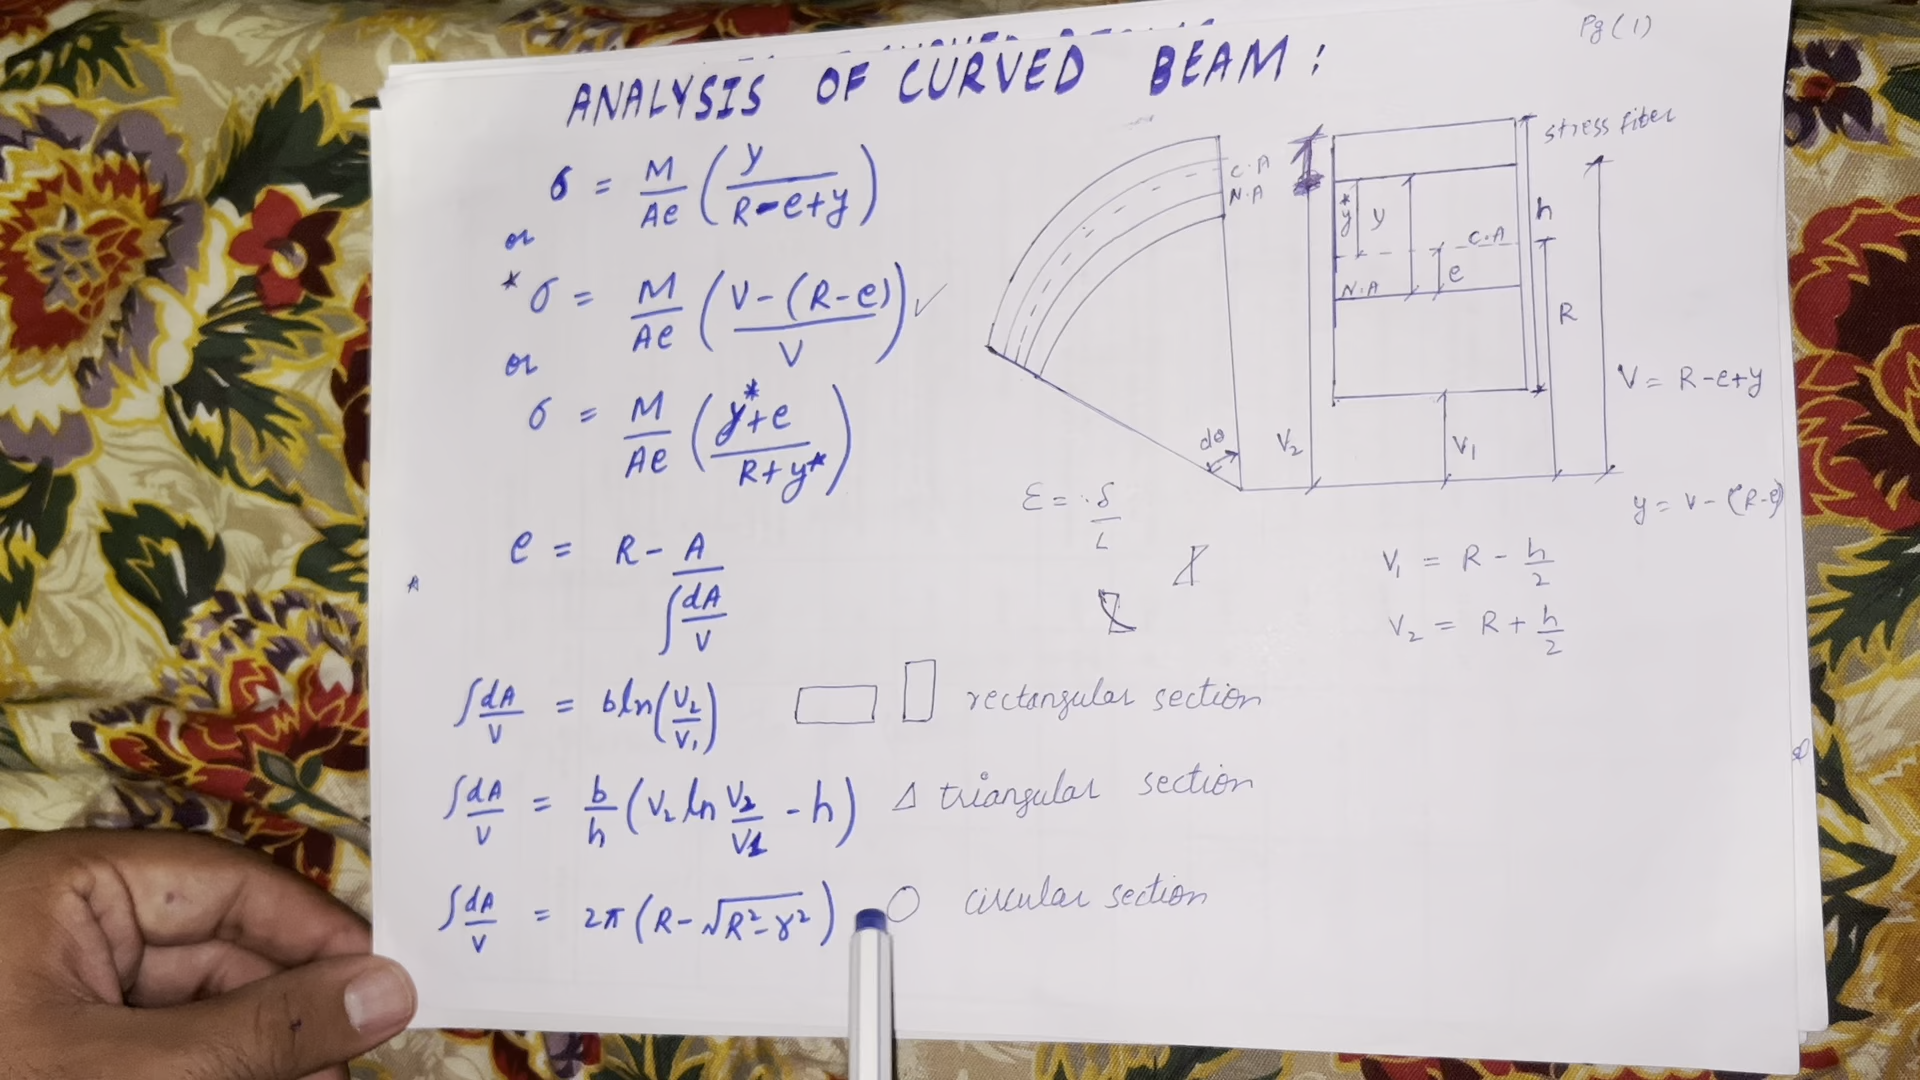 Pg (1)
ANALYSIS OF CURVED BEAM :
σ = M/Ae ( y / R-e+y )
or
* σ = M/Ae ( V-(R-e) / V ) ✓
or
σ = M/Ae ( y*+e / R+y* )
e = R - A / ∫dA/V
∫dA/V = b ln(V₂/V₁) rectangular section
∫dA/V = b/h (V₂ ln V₂/V1 - h) Δ triangular section
∫dA/V = 2π (R-√R²-r²) circular section
C.A
N.A
dθ
stress fiber
y*
y
C.A
e
N.A
h
R
V₂
V₁
V = R-e+y
y = V-(R-e)
ε = δ/L
V₁ = R - h/2
V₂ = R + h/2